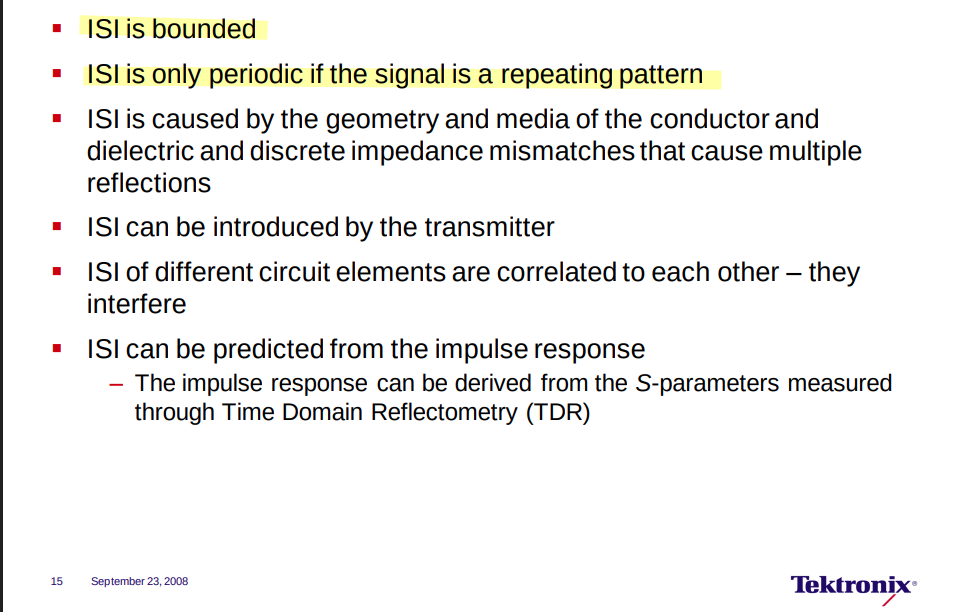 ▪ ISI is bounded
▪ ISI is only periodic if the signal is a repeating pattern
▪ ISI is caused by the geometry and media of the conductor and
dielectric and discrete impedance mismatches that cause multiple
reflections
▪ ISI can be introduced by the transmitter
▪ ISI of different circuit elements are correlated to each other – they
interfere
▪ ISI can be predicted from the impulse response
– The impulse response can be derived from the S-parameters measured
through Time Domain Reflectometry (TDR)
15 September 23, 2008
Tektronix®